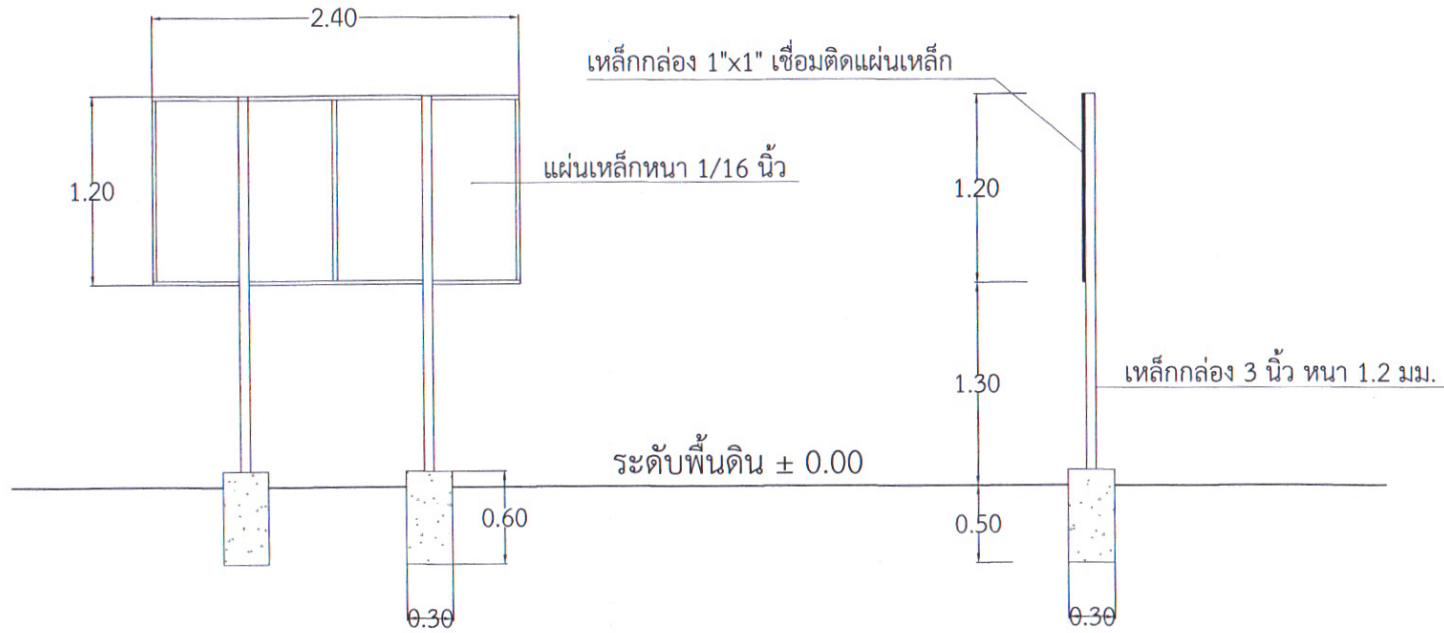 2.40
เหล็กกล่อง 1"x1" เชื่อมติดแผ่นเหล็ก
แผ่นเหล็กหนา 1/16 นิ้ว
1.20
1.20
1.30
เหล็กกล่อง 3 นิ้ว หนา 1.2 มม.
ระดับพื้นดิน ± 0.00
0.60
0.50
0.30
0.30